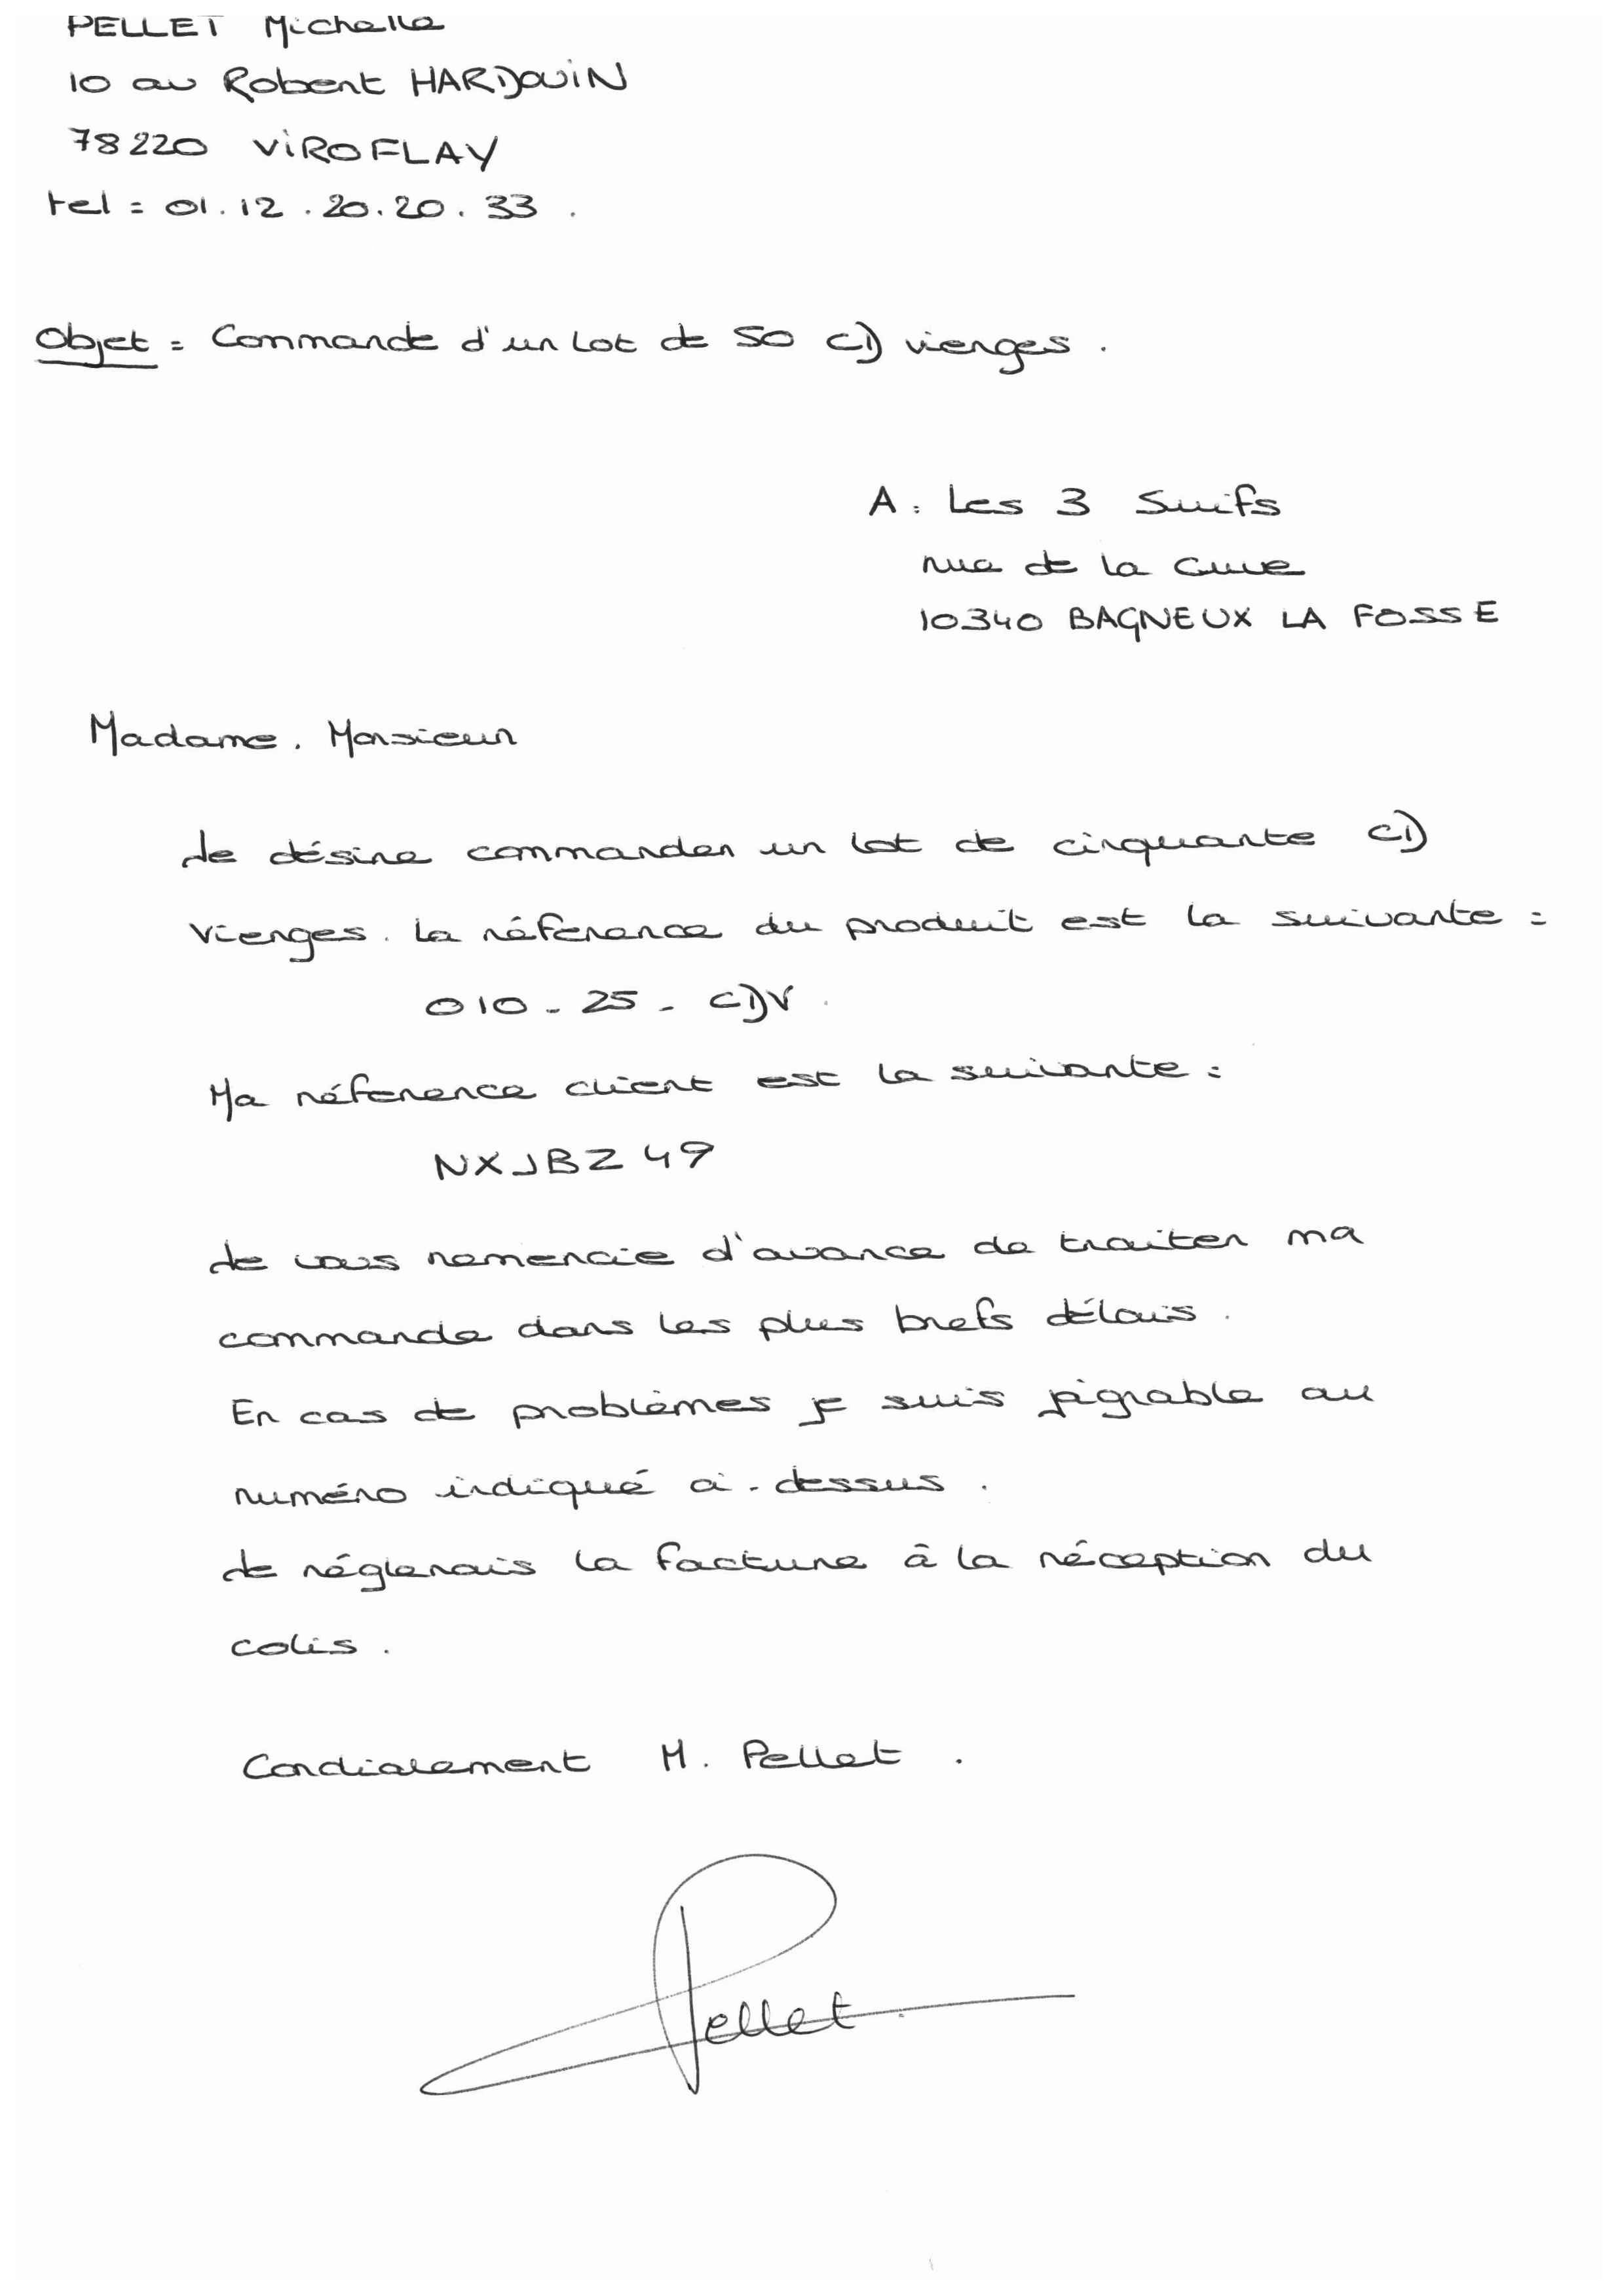 PELLET Michelle
10 av Robert HARDOUIN
78220 VIROFLAY
tel = 01.12.20.20.33.
Objet = Commande d'un lot de 50 CD vierges.
A : Les 3 Suifs
rue de la Cuve
10340 BAGNEUX LA FOSSE
Madame, Monsieur
Je désire commander un lot de cinquante CD
vierges. La réference du produit est la suivante :
010-25-CDV.
Ma réference client est la suivante :
NXJBZ49
Je vous remercie d'avance de traiter ma
commande dans les plus brefs délais.
En cas de problèmes je suis joignable au
numéro indiqué ci-dessus.
Je réglerais la facture à la réception du
colis.
Cordialement M. Pellet.
Pellet.